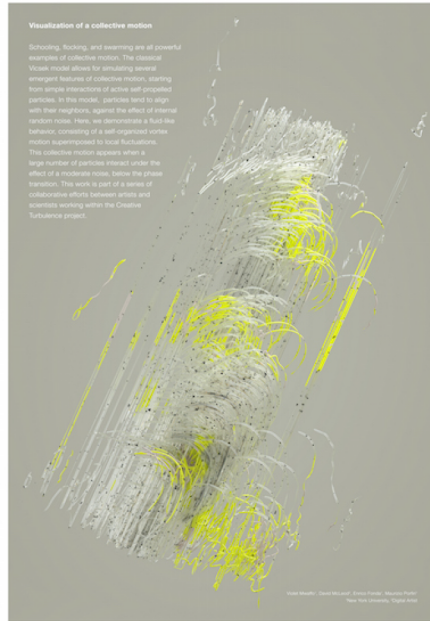 Visualization of a collective motion
Schooling, flocking, and swarming are all powerful
examples of collective motion. The classical
Vicsek model allows for simulating several
emergent features of collective motion, starting
from simple interactions of active self-propelled
particles. In this model, particles tend to align
with their neighbors, against the effect of internal
random noise. Here, we demonstrate a fluid-like
behavior, consisting of a self-organized vortex
motion superimposed to local fluctuations.
This collective motion appears when a
large number of particles interact under the
effect of a moderate noise, below the phase
transition. This work is part of a series of
collaborative efforts between artists and
scientists working within the Creative
Turbulence project.
New York University, Digital Artist